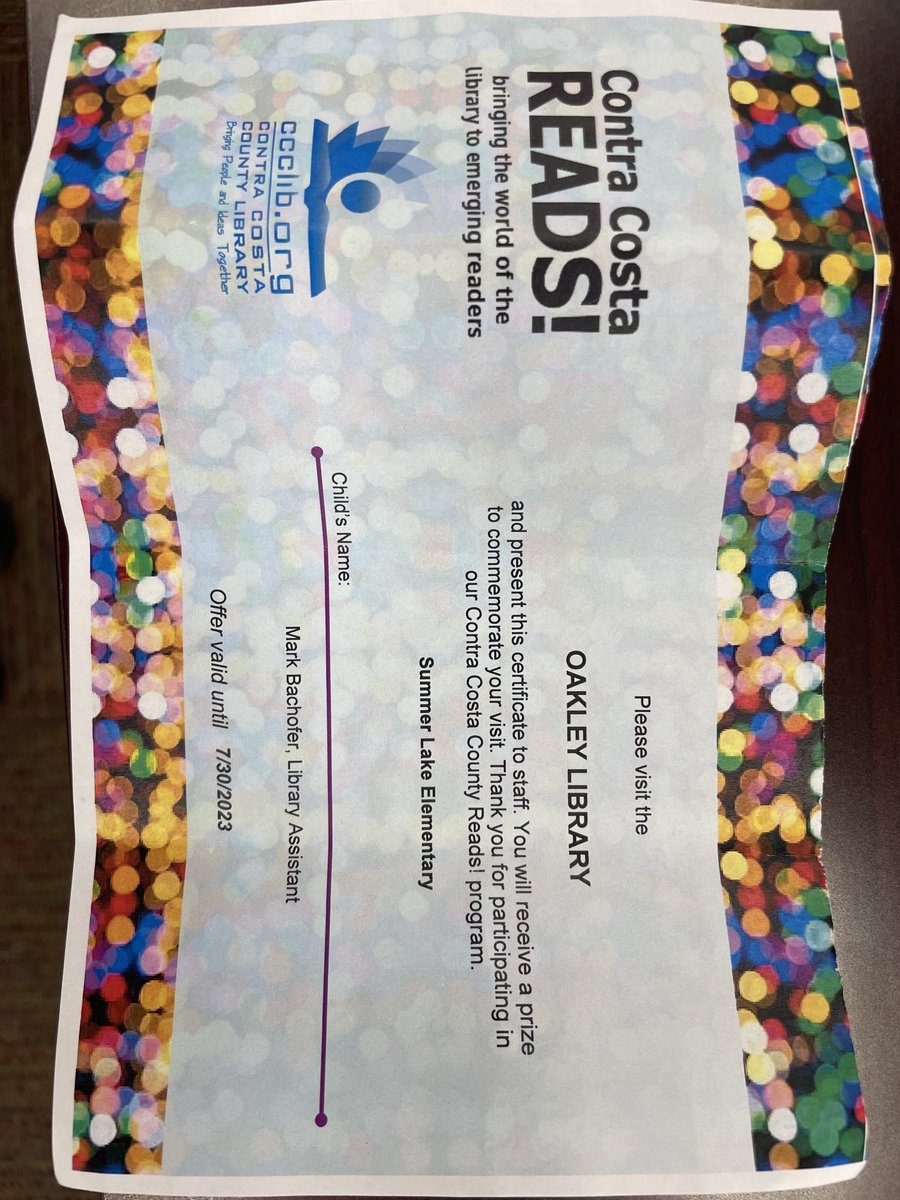 Contra Costa
READS!
bringing the world of the
library to emerging readers
ccclib.org
CONTRA COSTA
COUNTY LIBRARY
Bringing People and Ideas Together
Please visit the
OAKLEY LIBRARY
and present this certificate to staff. You will receive a prize
to commemorate your visit. Thank you for participating in
our Contra Costa County Reads! program.
Summer Lake Elementary
Child's Name:
Mark Bachofer, Library Assistant
Offer valid until 7/30/2023